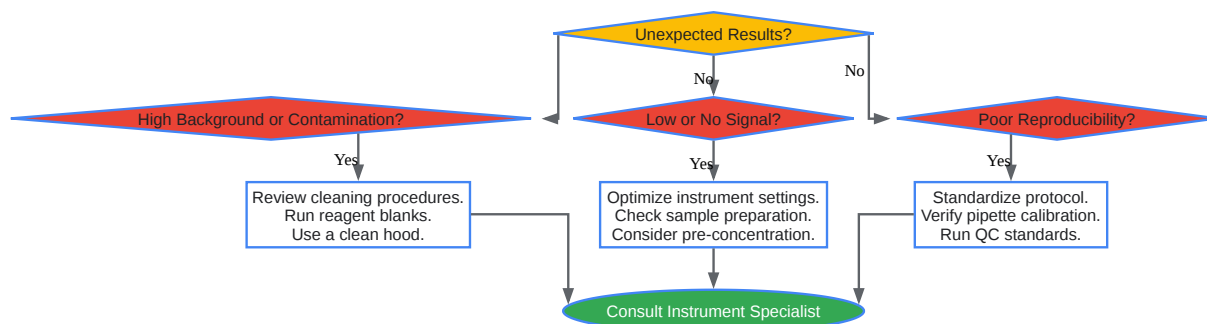 Unexpected Results?
No
No
High Background or Contamination?
Low or No Signal?
Poor Reproducibility?
Yes
Yes
Yes
Review cleaning procedures.
Run reagent blanks.
Use a clean hood.
Optimize instrument settings.
Check sample preparation.
Consider pre-concentration.
Standardize protocol.
Verify pipette calibration.
Run QC standards.
Consult Instrument Specialist